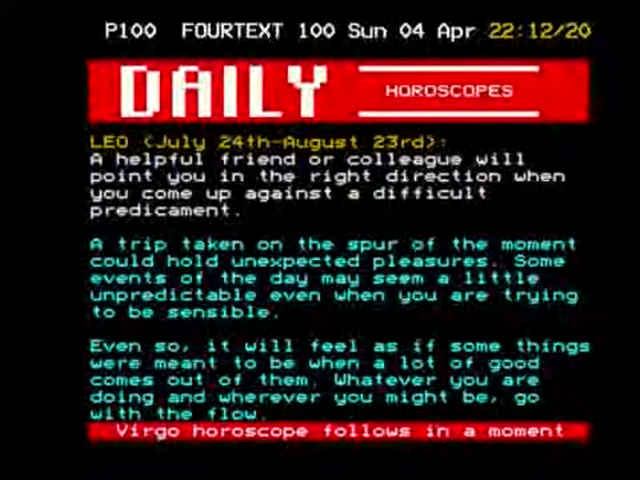 P100 FOURTEXT 100 Sun 04 Apr 22:12/20
DAILY
HOROSCOPES
LEO (July 24th-August 23rd):
A helpful friend or colleague will
point you in the right direction when
you come up against a difficult
predicament.
A trip taken on the spur of the moment
could hold unexpected pleasures. Some
events of the day may seem a little
unpredictable even when you are trying
to be sensible.
Even so, it will feel as if some things
were meant to be when a lot of good
comes out of them. Whatever you are
doing and wherever you might be, go
with the flow.
Virgo horoscope follows in a moment